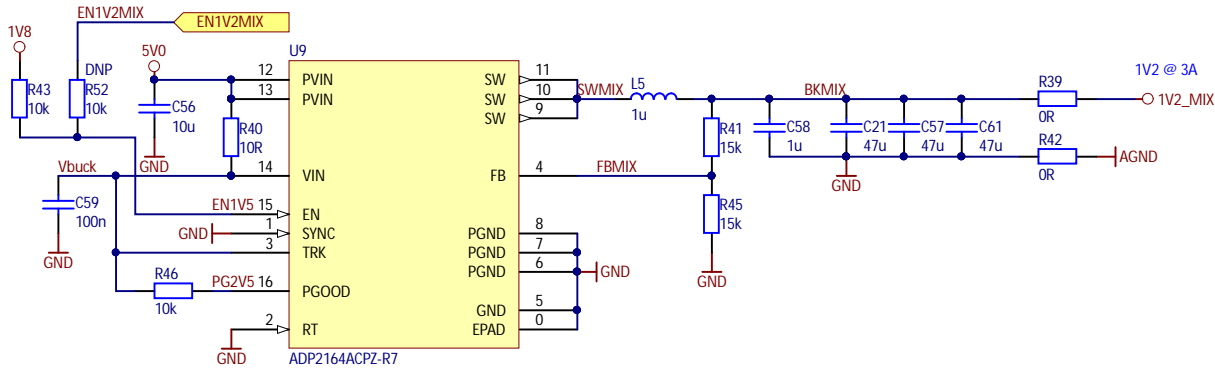 EN1V2MIX
EN1V2MIX
1V8
5V0
U9
DNP
R43
10k
R52
10k
C56
10u
GND
R40
10R
Vbuck
C59
100n
GND
EN1V5
GND
R46
10k
PG2V5
GND
12 PVIN
13 PVIN
14 VIN
15 EN
1 SYNC
3 TRK
16 PGOOD
2 RT
SW 11
SW 10
SW 9
FB 4
PGND 8
PGND 7
PGND 6
GND 5
EPAD 0
ADP2164ACPZ-R7
GND
SWMIX
L5
1u
FBMIX
R41
15k
R45
15k
GND
BKMIX
C58
1u
C21
47u
C57
47u
C61
47u
GND
R39
0R
R42
0R
AGND
1V2 @ 3A
1V2_MIX